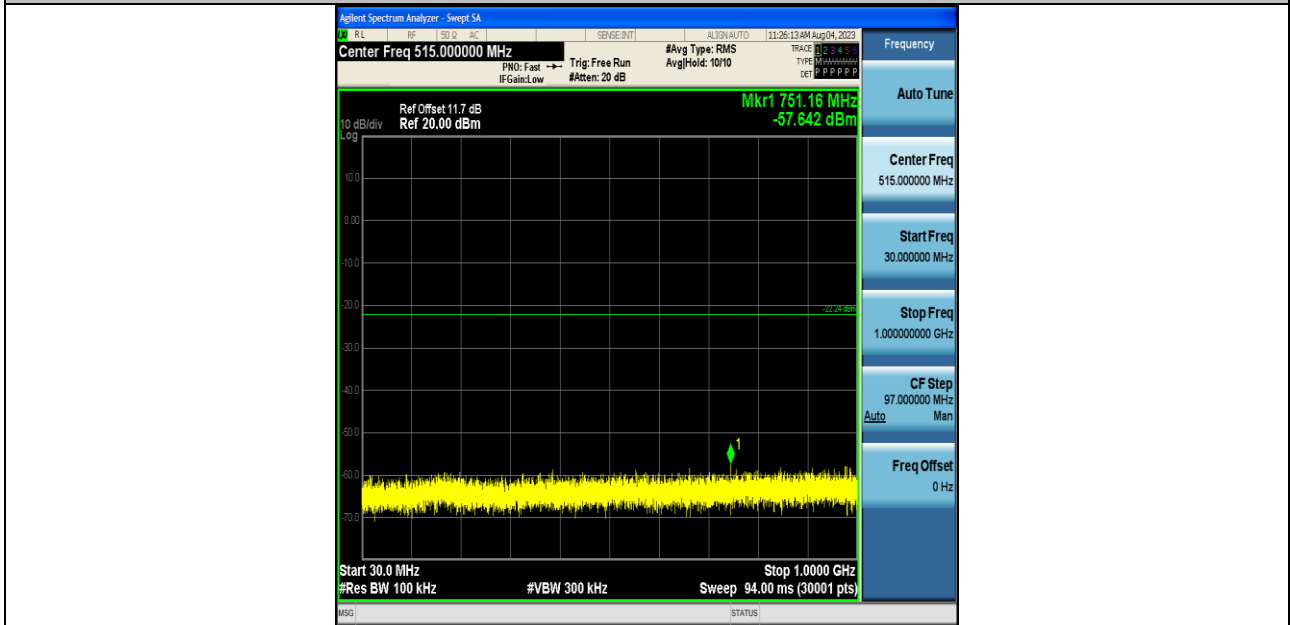 Agilent Spectrum Analyzer - Swept SA
LXI RL RF 50 Ω AC SENSE:INT ALIGN AUTO 11:26:13 AM Aug 04, 2023
Center Freq 515.000000 MHz
PNO: Fast
IFGain:Low
Trig: Free Run
#Atten: 20 dB
#Avg Type: RMS
Avg|Hold: 10/10
TRACE 1 2 3 4 5 6
TYPE M
DET P P P P P P
Frequency
Mkr1 751.16 MHz
-57.642 dBm
Ref Offset 11.7 dB
10 dB/div Ref 20.00 dBm
Log
10.0
0.00
-10.0
-20.0
-22.24 dBm
-30.0
-40.0
-50.0
1
-60.0
-70.0
Start 30.0 MHz Stop 1.0000 GHz
#Res BW 100 kHz #VBW 300 kHz Sweep 94.00 ms (30001 pts)
MSG STATUS
Auto Tune
Center Freq
515.000000 MHz
Start Freq
30.000000 MHz
Stop Freq
1.000000000 GHz
CF Step
97.000000 MHz
Auto Man
Freq Offset
0 Hz